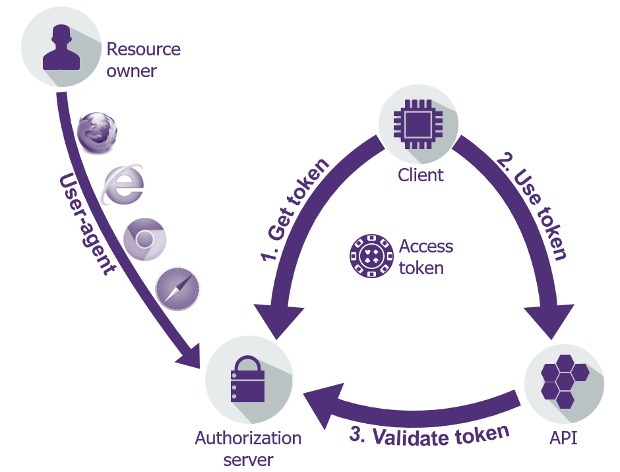 Resource
owner
User-agent
Client
1. Get token
2. Use token
Access
token
Authorization
server
3. Validate token
API